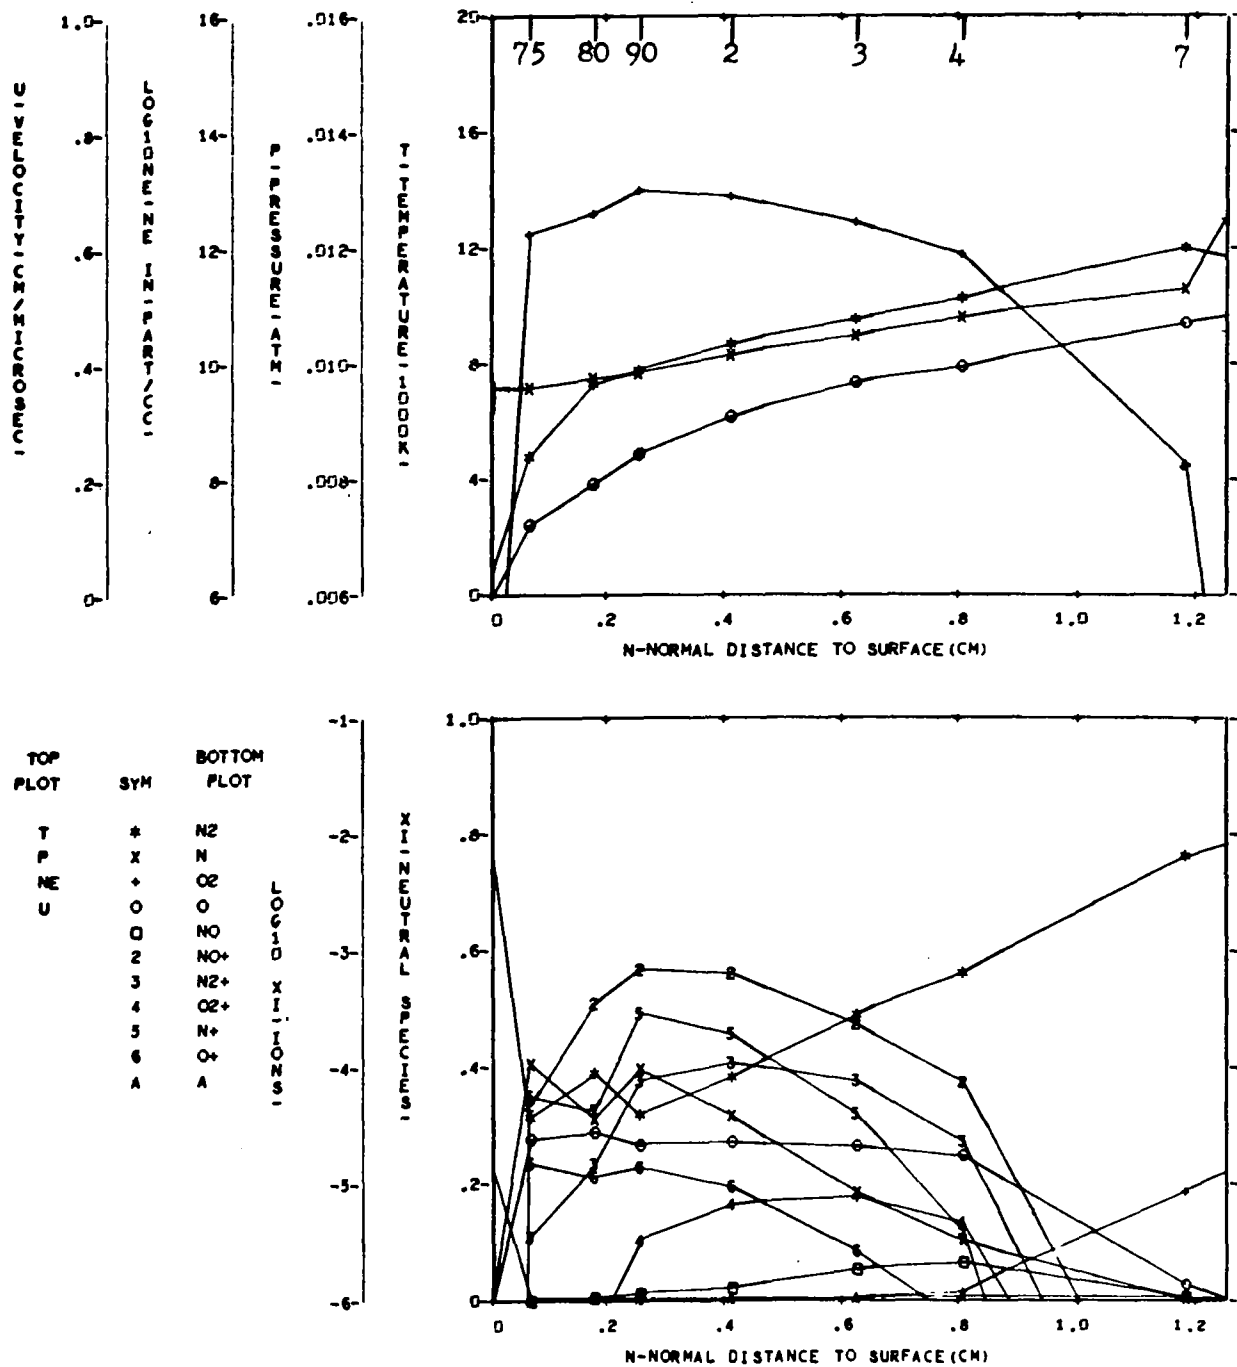 1.0-
.8-
.6-
.4-
.2-
0-
U-VELOCITY-CM/MICROSEC-
16-
14-
12-
10-
8-
6-
LOG10NE-NE IN-PART/CC-
.016-
.014-
.012-
.010-
.008-
.006-
P-PRESSURE-ATM-
20
16
12
8
4
0
T-TEMPERATURE-1000K-
75 80 90 2 3 4 7
0 .2 .4 .6 .8 1.0 1.2
N-NORMAL DISTANCE TO SURFACE(CM)
TOP PLOT SYM BOTTOM PLOT
T * N2
P X N
NE + O2
U O O
NO
2 NO+
3 N2+
4 O2+
5 N+
6 O+
A A
-1-
-2-
-3-
-4-
-5-
-6-
LOG10 XI-IONS-
1.0
.8
.6
.4
.2
0
XI-NEUTRAL SPECIES-
0 .2 .4 .6 .8 1.0 1.2
N-NORMAL DISTANCE TO SURFACE(CM)